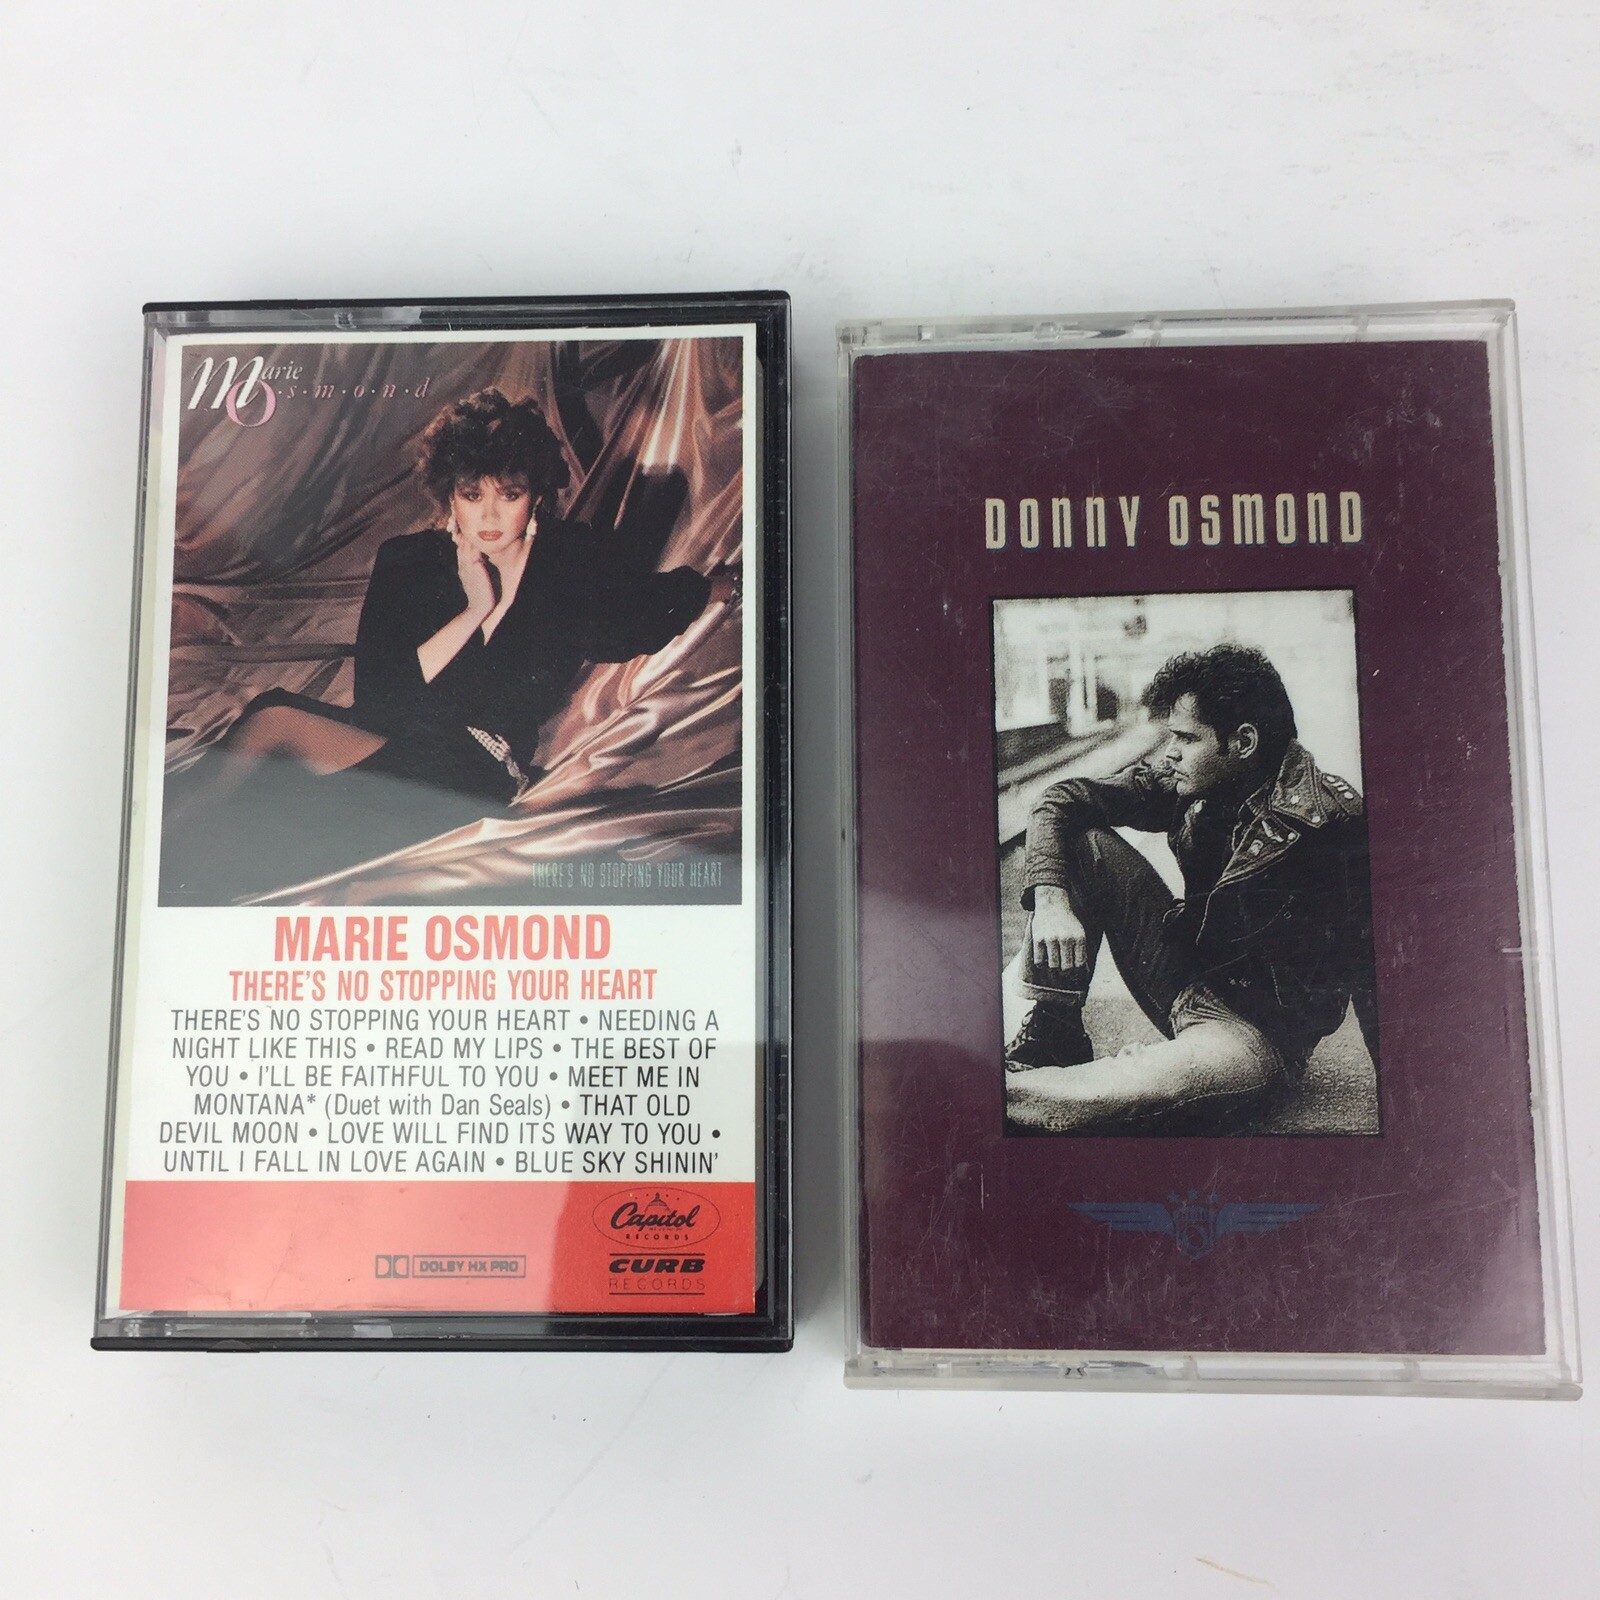 Marie
Osmond
THERE'S NO STOPPING YOUR HEART
MARIE OSMOND
THERE'S NO STOPPING YOUR HEART
THERE'S NO STOPPING YOUR HEART • NEEDING A
NIGHT LIKE THIS • READ MY LIPS • THE BEST OF
YOU • I'LL BE FAITHFUL TO YOU • MEET ME IN
MONTANA* (Duet with Dan Seals) • THAT OLD
DEVIL MOON • LOVE WILL FIND ITS WAY TO YOU •
UNTIL I FALL IN LOVE AGAIN • BLUE SKY SHININ'
Capitol
RECORDS
DOLBY HX PRO
CURB
RECORDS
DONNY OSMOND